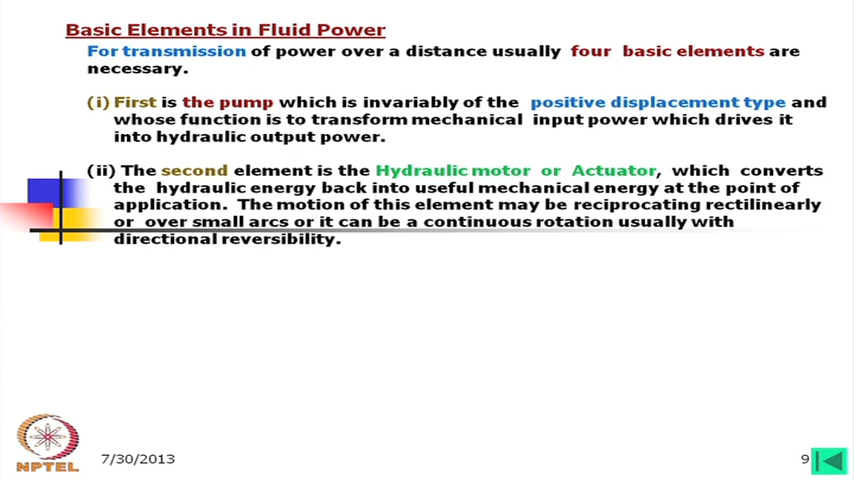 Basic Elements in Fluid Power
For transmission of power over a distance usually four basic elements are
necessary.
(i) First is the pump which is invariably of the positive displacement type and
whose function is to transform mechanical input power which drives it
into hydraulic output power.
(ii) The second element is the Hydraulic motor or Actuator, which converts
the hydraulic energy back into useful mechanical energy at the point of
application. The motion of this element may be reciprocating rectilinearly
or over small arcs or it can be a continuous rotation usually with
directional reversibility.
NPTEL
7/30/2013
9